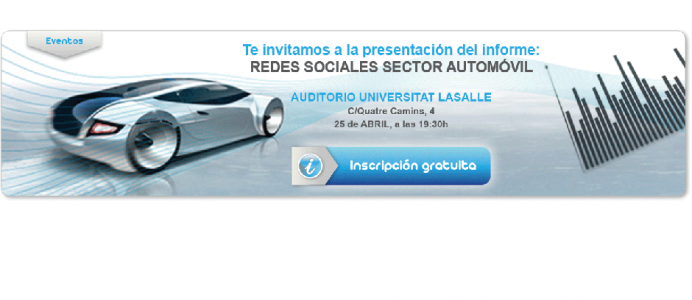 Eventos
Te invitamos a la presentación del informe:
REDES SOCIALES SECTOR AUTOMÓVIL
AUDITORIO UNIVERSITAT LASALLE
C/Quatre Camins, 4
25 de ABRIL, a las 19:30h
i Inscripción gratuita